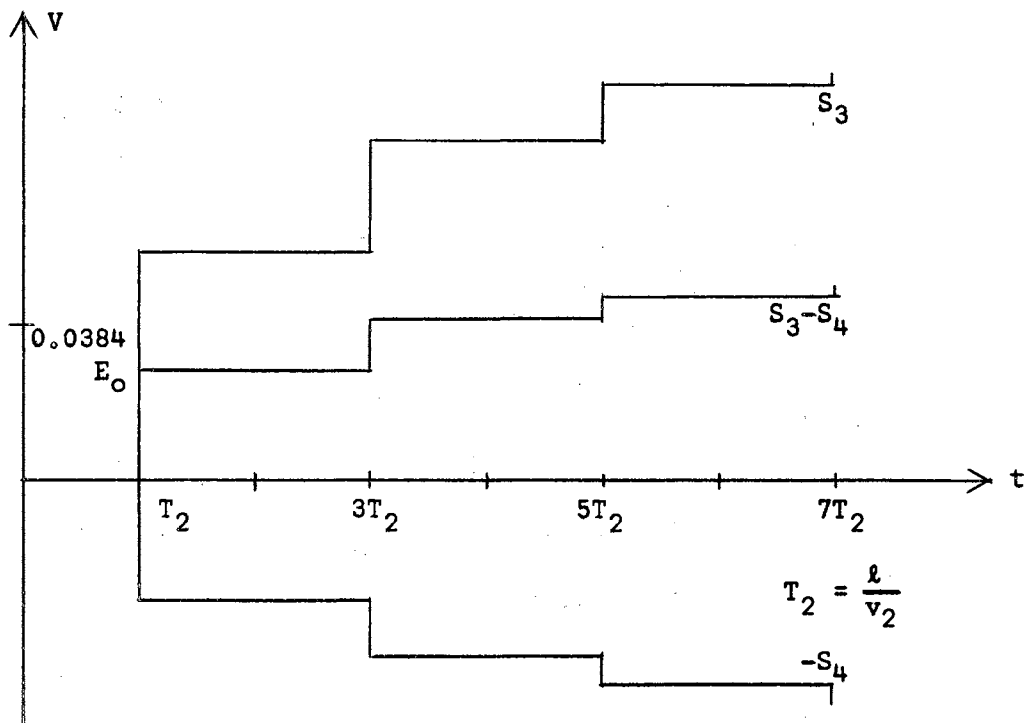 V
S₃
S₃-S₄
0.0384
E₀
t
T₂ 3T₂ 5T₂ 7T₂
T₂ = ℓ/v₂
-S₄